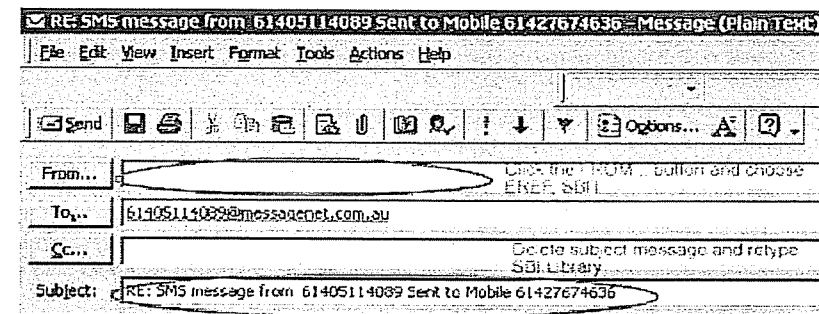 RE: SMS message from 61405114089 Sent to Mobile 61427674636 - Message (Plain Text)
File Edit View Insert Format Tools Actions Help
Send Options...
From... Click the FROM... button and choose
EREF, SBIL
To... 61405114089@messagenet.com.au
Cc... Delete subject message and retype
SBI Library
Subject: RE: SMS message from 61405114089 Sent to Mobile 61427674636